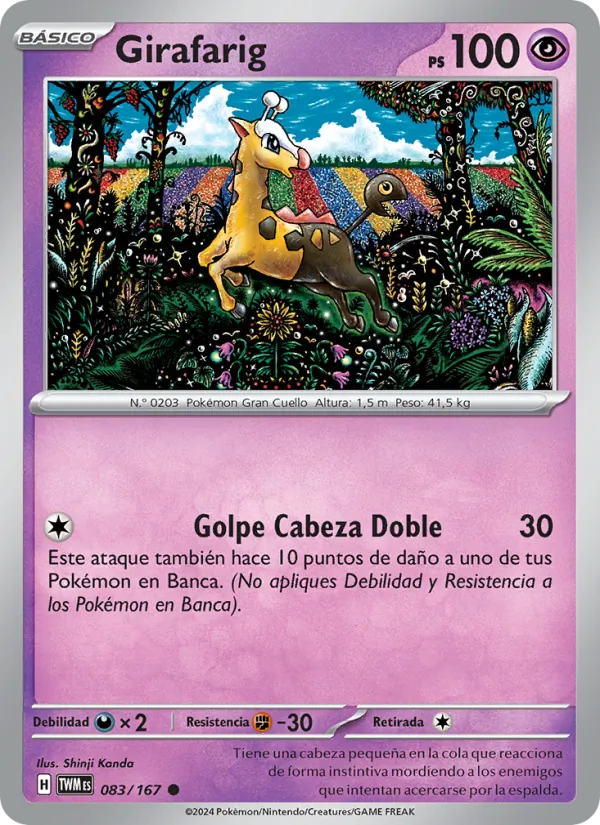 BÁSICO
Girafarig
PS 100
N.º 0203 Pokémon Gran Cuello Altura: 1,5 m Peso: 41,5 kg
Golpe Cabeza Doble 30
Este ataque también hace 10 puntos de daño a uno de tus
Pokémon en Banca. (No apliques Debilidad y Resistencia a
los Pokémon en Banca).
Debilidad ×2 Resistencia -30 Retirada
Ilus. Shinji Kanda
H TWM ES 083/167
Tiene una cabeza pequeña en la cola que reacciona
de forma instintiva mordiendo a los enemigos
que intentan acercarse por la espalda.
©2024 Pokémon/Nintendo/Creatures/GAME FREAK